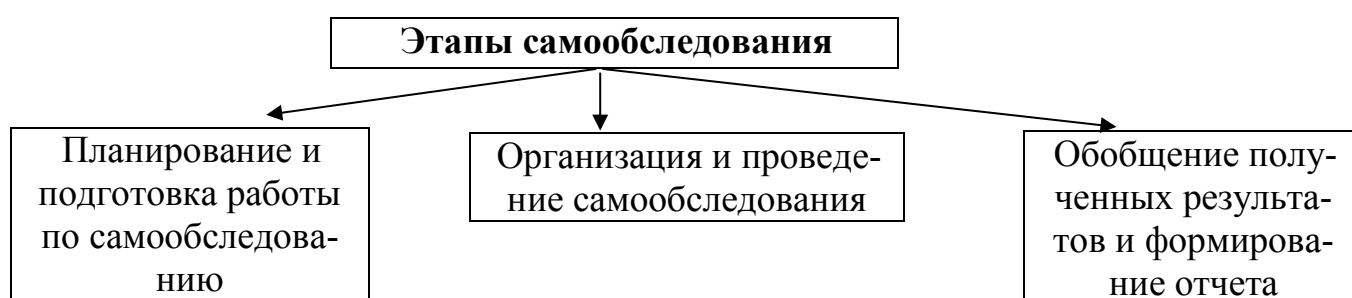 Этапы самообследования
Планирование и
подготовка работы
по самообследова-
нию
Организация и проведе-
ние самообследования
Обобщение полу-
ченных результа-
тов и формирова-
ние отчета